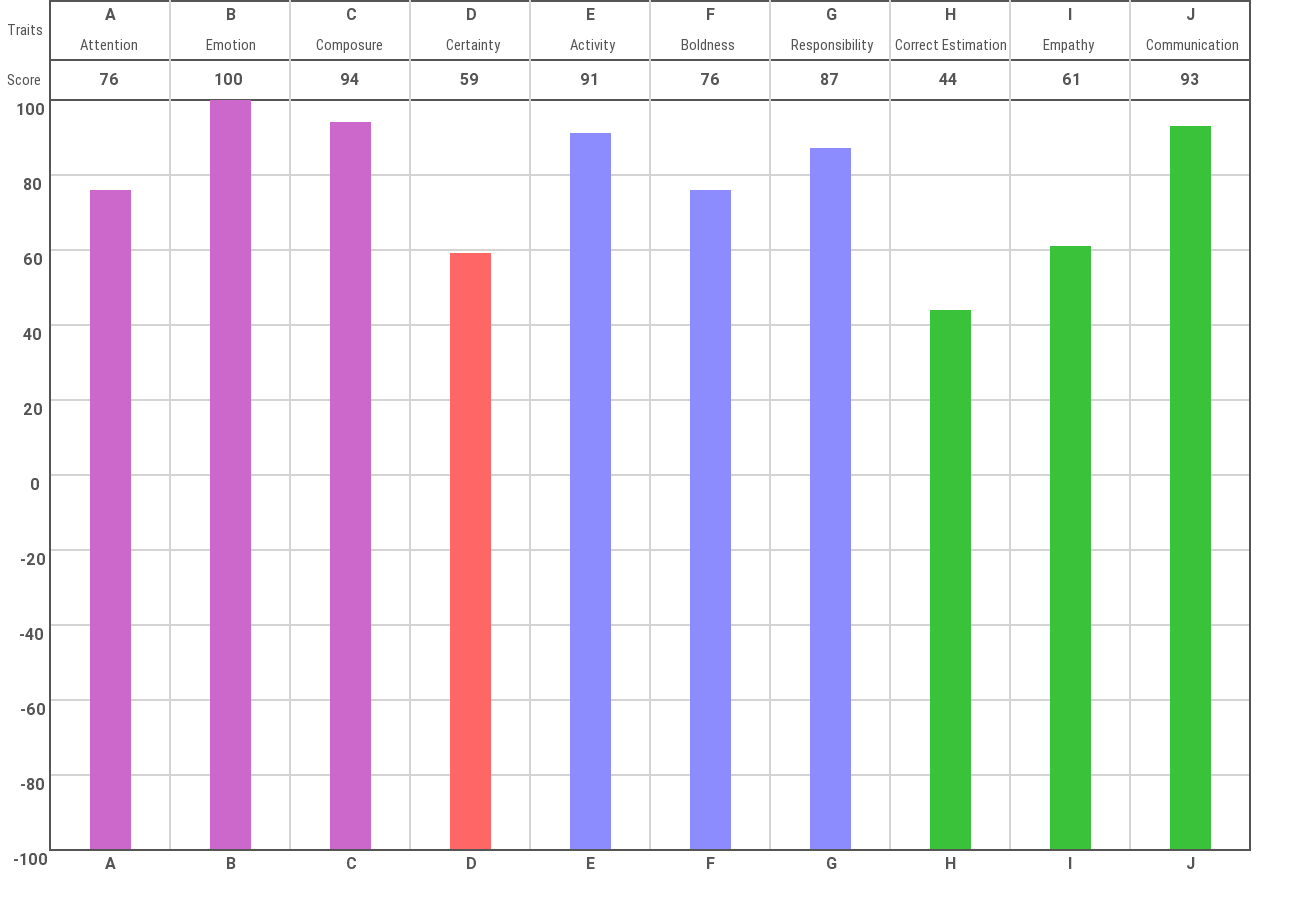 A B C D E F G H I J
Traits
Attention Emotion Composure Certainty Activity Boldness Responsibility Correct Estimation Empathy Communication
Score 76 100 94 59 91 76 87 44 61 93
100
80
60
40
20
0
-20
-40
-60
-80
-100
A B C D E F G H I J